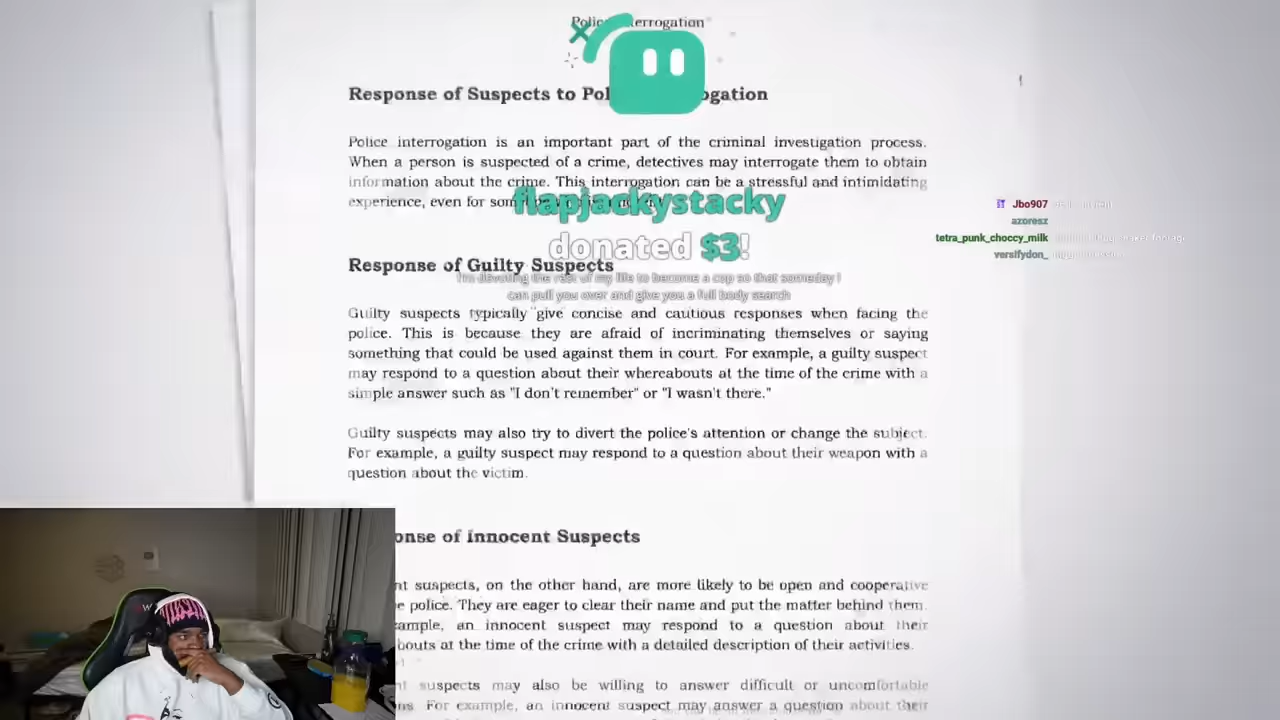 Response of Suspects to
Police interrogation is an important part of the criminal investigation process.
When a person is suspected of a crime, detectives may interrogate them to obtain
information about the crime. This interrogation can be a stressful and intimidating
experience, even for
flapjackystacky
donated $3!
Response of Guilty Suspects
I'm devoting the rest of my life to become a cop so that someday I
can pull you over and give you a full body search
Guilty suspects typically give concise and cautious responses when facing the
police. This is because they are afraid of incriminating themselves or saying
something that could be used against them in court. For example, a guilty suspect
may respond to a question about their whereabouts at the time of the crime with a
simple answer such as "I don't remember" or "I wasn't there."
Guilty suspects may also try to divert the police's attention or change the subject.
For example, a guilty suspect may respond to a question about their weapon with a
question about the victim.
onse of Innocent Suspects
nt suspects, on the other hand, are more likely to be open and cooperative
e police. They are eager to clear their name and put the matter behind them.
ample, an innocent suspect may respond to a question about their
bouts at the time of the crime with a detailed description of their activities.
nt suspects may also be willing to answer difficult or uncomfortable
ns. For example, an innocent suspect may answer a question about their
Jbo907
azoresz
tetra_punk_choccy_milk
versifydon_